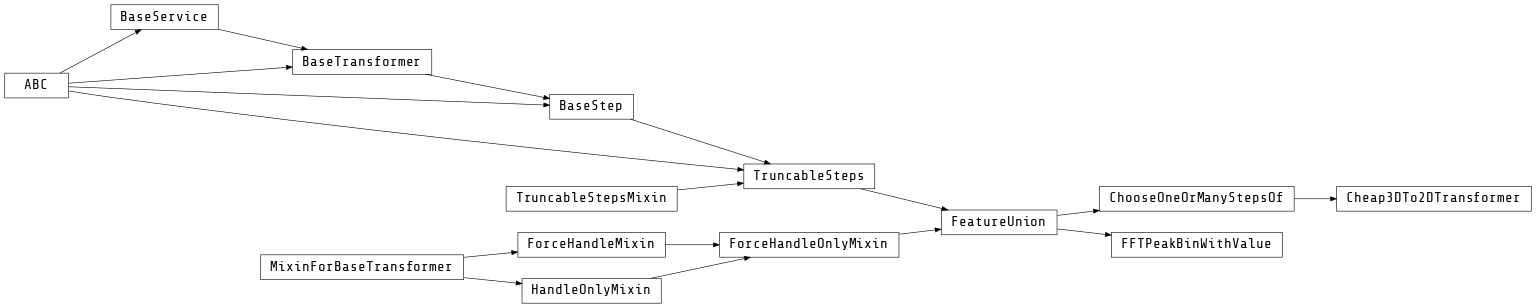 BaseService
BaseTransformer
ABC
BaseStep
TruncableSteps
TruncableStepsMixin
ChooseOneOrManyStepsOf
Cheap3DTo2DTransformer
FeatureUnion
ForceHandleMixin
ForceHandleOnlyMixin
FFTPeakBinWithValue
MixinForBaseTransformer
HandleOnlyMixin